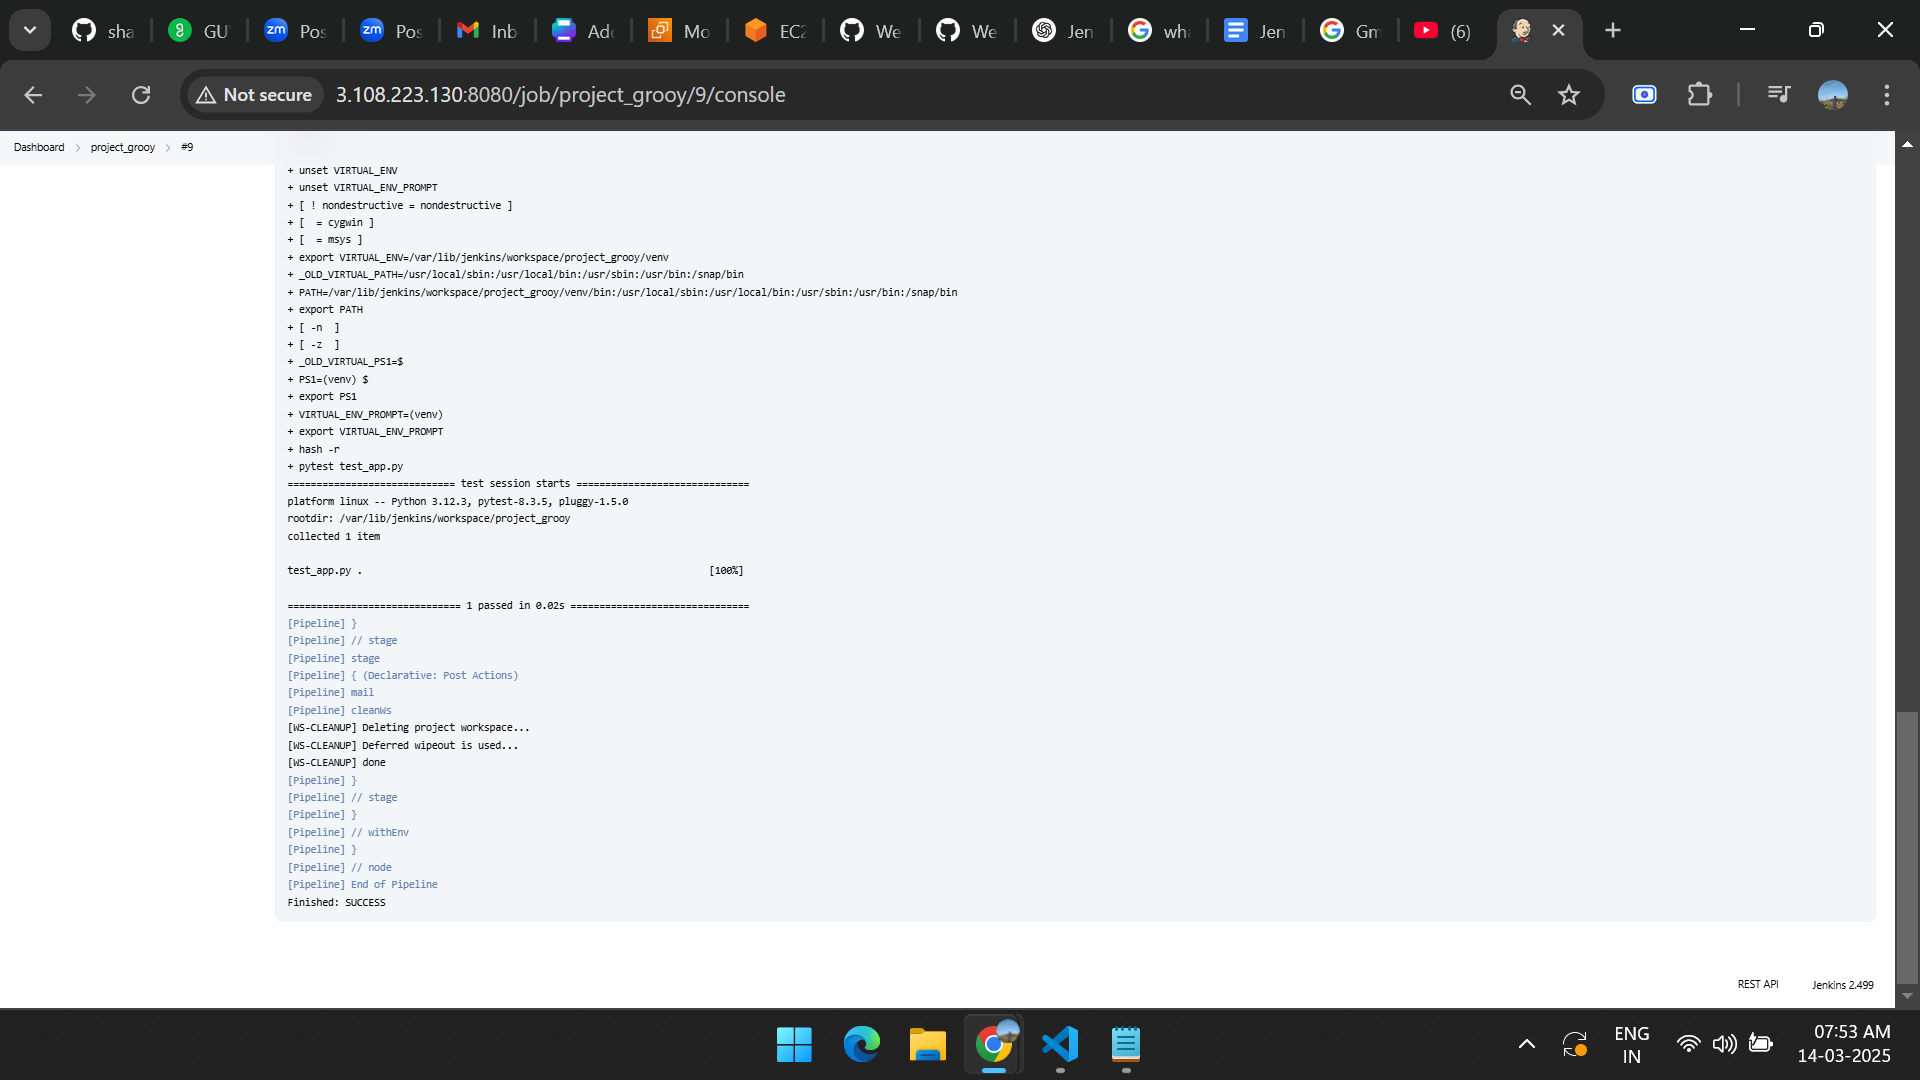 sha
GU
Pos
Pos
Inb
Ado
Mo
EC2
We
We
Jen
wh
Jen
Gm
(6)
Not secure
3.108.223.130:8080/job/project_grooy/9/console
Dashboard
project_grooy
#9
+ unset VIRTUAL_ENV
+ unset VIRTUAL_ENV_PROMPT
+ [ ! nondestructive = nondestructive ]
+ [  = cygwin ]
+ [  = msys ]
+ export VIRTUAL_ENV=/var/lib/jenkins/workspace/project_grooy/venv
+ _OLD_VIRTUAL_PATH=/usr/local/sbin:/usr/local/bin:/usr/sbin:/usr/bin:/snap/bin
+ PATH=/var/lib/jenkins/workspace/project_grooy/venv/bin:/usr/local/sbin:/usr/local/bin:/usr/sbin:/usr/bin:/snap/bin
+ export PATH
+ [ -n  ]
+ [ -z  ]
+ _OLD_VIRTUAL_PS1=$
+ PS1=(venv) $
+ export PS1
+ VIRTUAL_ENV_PROMPT=(venv)
+ export VIRTUAL_ENV_PROMPT
+ hash -r
+ pytest test_app.py
============================= test session starts ==============================
platform linux -- Python 3.12.3, pytest-8.3.5, pluggy-1.5.0
rootdir: /var/lib/jenkins/workspace/project_grooy
collected 1 item
test_app.py . [100%]
============================== 1 passed in 0.02s ===============================
[Pipeline] }
[Pipeline] // stage
[Pipeline] stage
[Pipeline] { (Declarative: Post Actions)
[Pipeline] mail
[Pipeline] cleanWs
[WS-CLEANUP] Deleting project workspace...
[WS-CLEANUP] Deferred wipeout is used...
[WS-CLEANUP] done
[Pipeline] }
[Pipeline] // stage
[Pipeline] }
[Pipeline] // withEnv
[Pipeline] }
[Pipeline] // node
[Pipeline] End of Pipeline
Finished: SUCCESS
REST API
Jenkins 2.499
ENG
IN
07:53 AM
14-03-2025